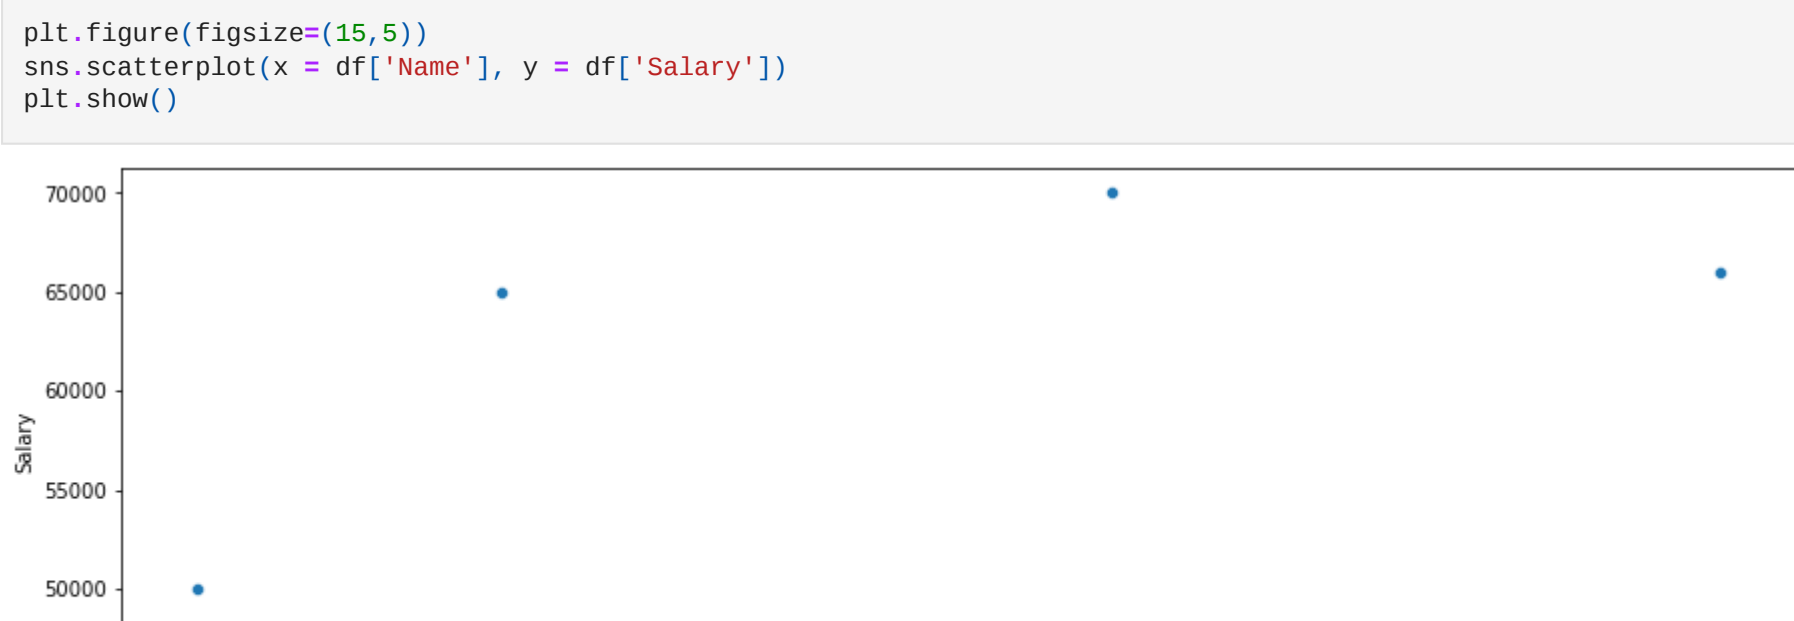 plt.figure(figsize=(15,5))
sns.scatterplot(x = df['Name'], y = df['Salary'])
plt.show()
70000
65000
60000
Salary
55000
50000